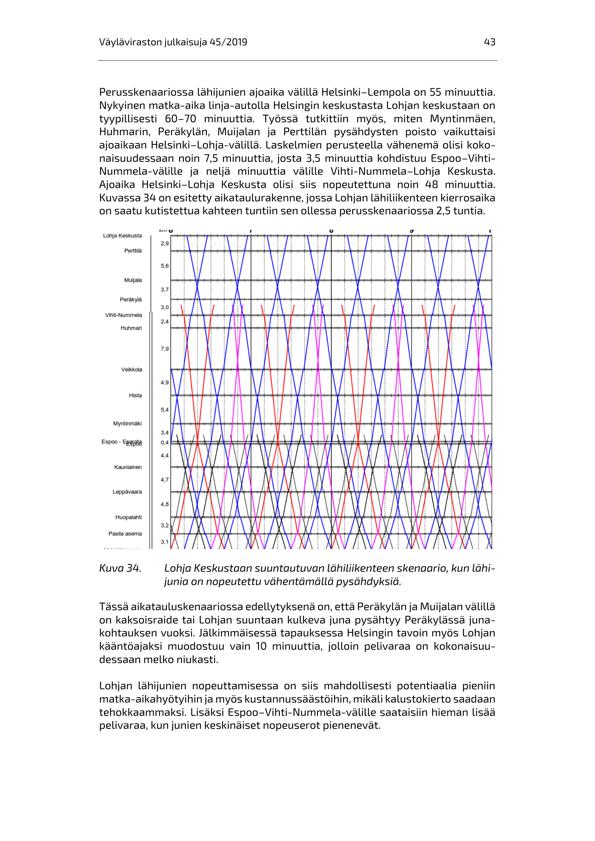 Väyläviraston julkaisuja 45/2019 43
Perusskenaariossa lähijunien ajoaika välillä Helsinki–Lempola on 55 minuuttia.
Nykyinen matka-aika linja-autolla Helsingin keskustasta Lohjan keskustaan on
tyypillisesti 60–70 minuuttia. Työssä tutkittiin myös, miten Myntinmäen,
Huhmarin, Peräkylän, Muijalan ja Perttilän pysähdysten poisto vaikuttaisi
ajoaikaan Helsinki–Lohja-välillä. Laskelmien perusteella vähenemä olisi koko-
naisuudessaan noin 7,5 minuuttia, josta 3,5 minuuttia kohdistuu Espoo–Vihti-
Nummela-välille ja neljä minuuttia välille Vihti-Nummela–Lohja Keskusta.
Ajoaika Helsinki–Lohja Keskusta olisi siis nopeutettuna noin 48 minuuttia.
Kuvassa 34 on esitetty aikataulurakenne, jossa Lohjan lähiliikenteen kierrosaika
on saatu kutistettua kahteen tuntiin sen ollessa perusskenaariossa 2,5 tuntia.
Lohja Keskusta
2,9
Perttilä
5,6
Muijala
3,7
Peräkylä
3,0
Vihti-Nummela
2,4
Huhmari
7,9
Veikkola
4,9
Hista
5,4
Myntinmäki
3,4
Espoo
0,4
4,4
Kauniainen
4,7
Leppävaara
4,8
Huopalahti
3,2
Pasila asema
3,1
Kuva 34. Lohja Keskustaan suuntautuvan lähiliikenteen skenaario, kun lähi-
junia on nopeutettu vähentämällä pysähdyksiä.
Tässä aikatauluskenaariossa edellytyksenä on, että Peräkylän ja Muijalan välillä
on kaksoisraide tai Lohjan suuntaan kulkeva juna pysähtyy Peräkylässä juna-
kohtauksen vuoksi. Jälkimmäisessä tapauksessa Helsingin tavoin myös Lohjan
kääntöajaksi muodostuu vain 10 minuuttia, jolloin pelivaraa on kokonaisuu-
dessaan melko niukasti.
Lohjan lähijunien nopeuttamisessa on siis mahdollisesti potentiaalia pieniin
matka-aikahyötyihin ja myös kustannussäästöihin, mikäli kalustokierto saadaan
tehokkaammaksi. Lisäksi Espoo–Vihti-Nummela-välille saataisiin hieman lisää
pelivaraa, kun junien keskinäiset nopeuserot pienenevät.